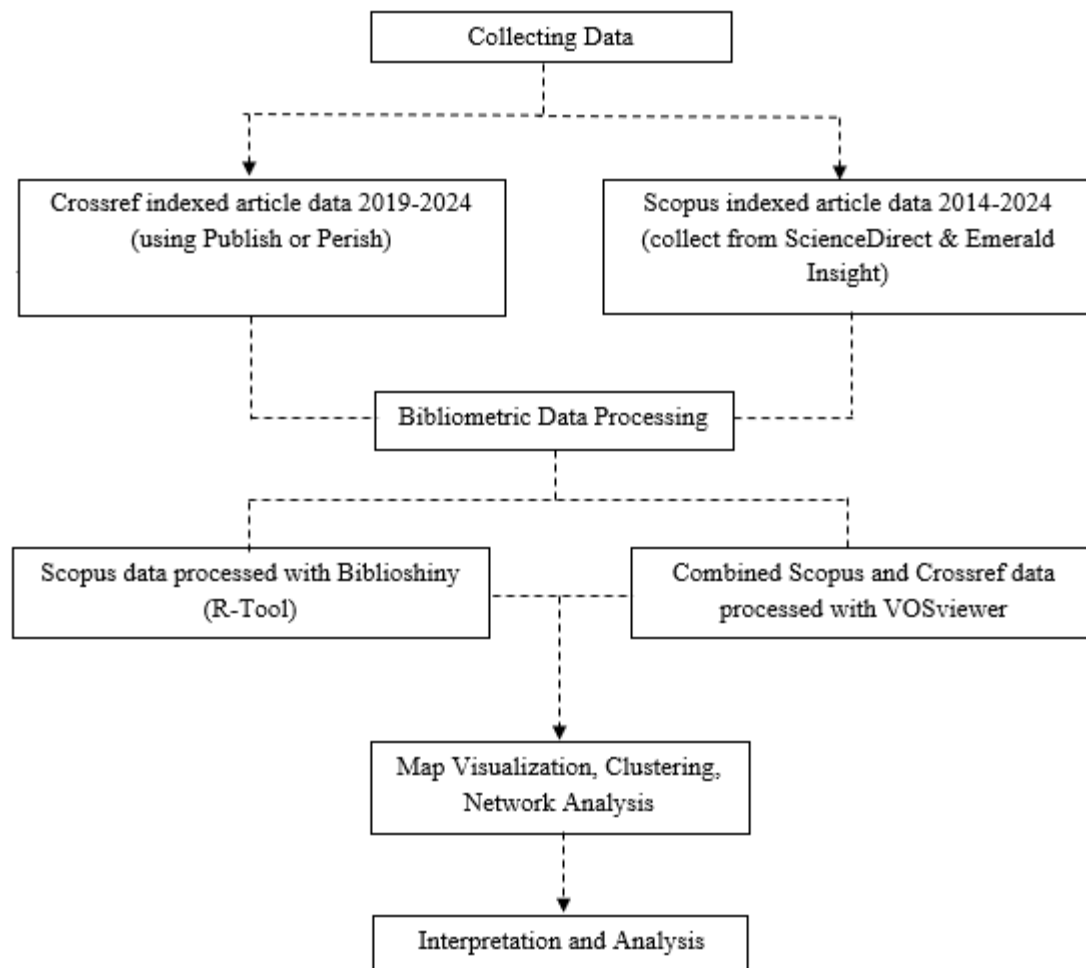 Collecting Data
Crossref indexed article data 2019-2024
(using Publish or Perish)
Scopus indexed article data 2014-2024
(collect from ScienceDirect & Emerald
Insight)
Bibliometric Data Processing
Scopus data processed with Biblioshiny
(R-Tool)
Combined Scopus and Crossref data
processed with VOSviewer
Map Visualization, Clustering,
Network Analysis
Interpretation and Analysis